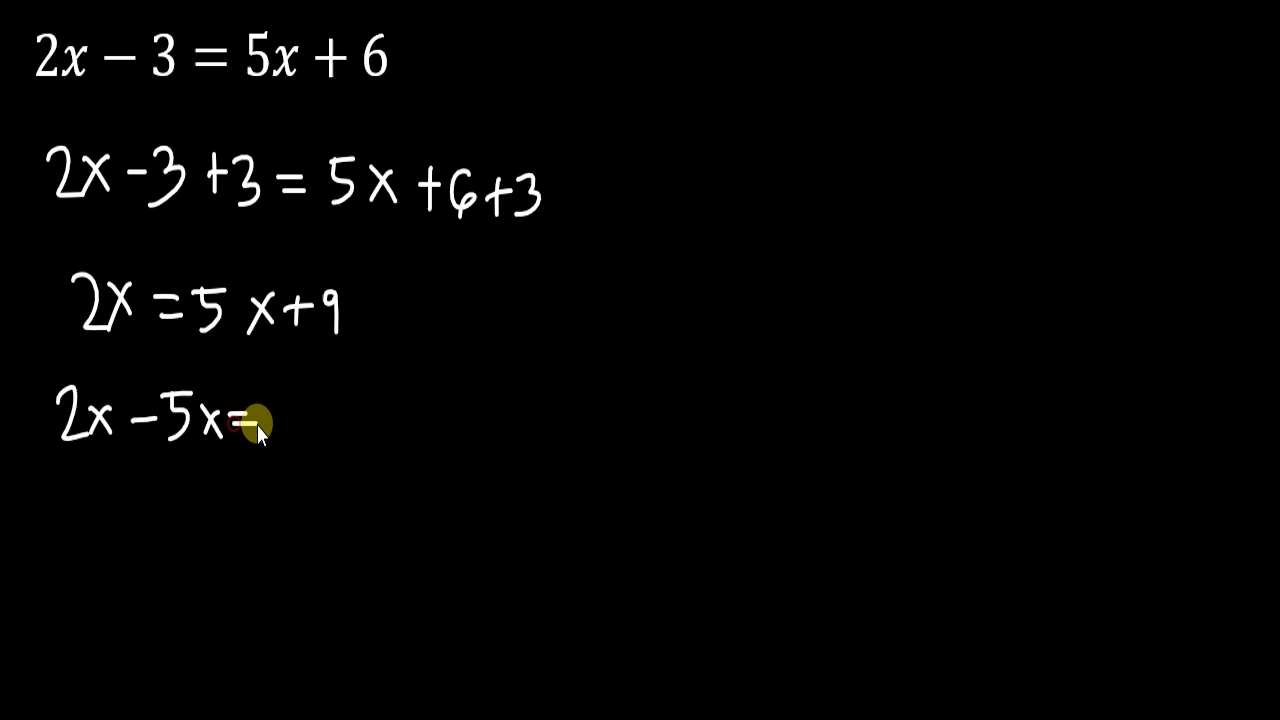 2x − 3 = 5x + 6
2x -3 +3 = 5x +6+3
2x = 5x+9
2x -5x=